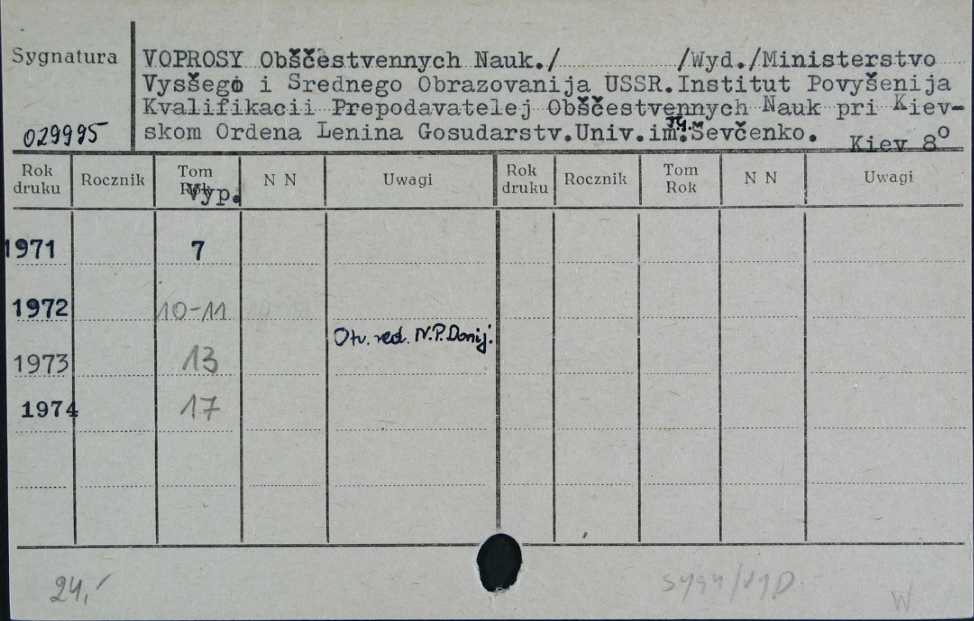 Sygnatura
VOPROSY Obščestvennych Nauk./ /Wyd./Ministerstvo
Vysšego i Srednego Obrazovanija USSR.Institut Povyšenija
Kvalifikacii Prepodavatelej Obščestvennych Nauk pri Kiev-
skom Ordena Lenina Gosudarstv.Univ.im.Ševčenko.
029995
Kiev 8°
Rok druku Rocznik Tom Rok N N Uwagi Rok druku Rocznik Tom Rok N N Uwagi
Vyp.
1971 7
1972 10-11
Otv. red. N.P. Donij.
1973 13
1974 17
24,-
W